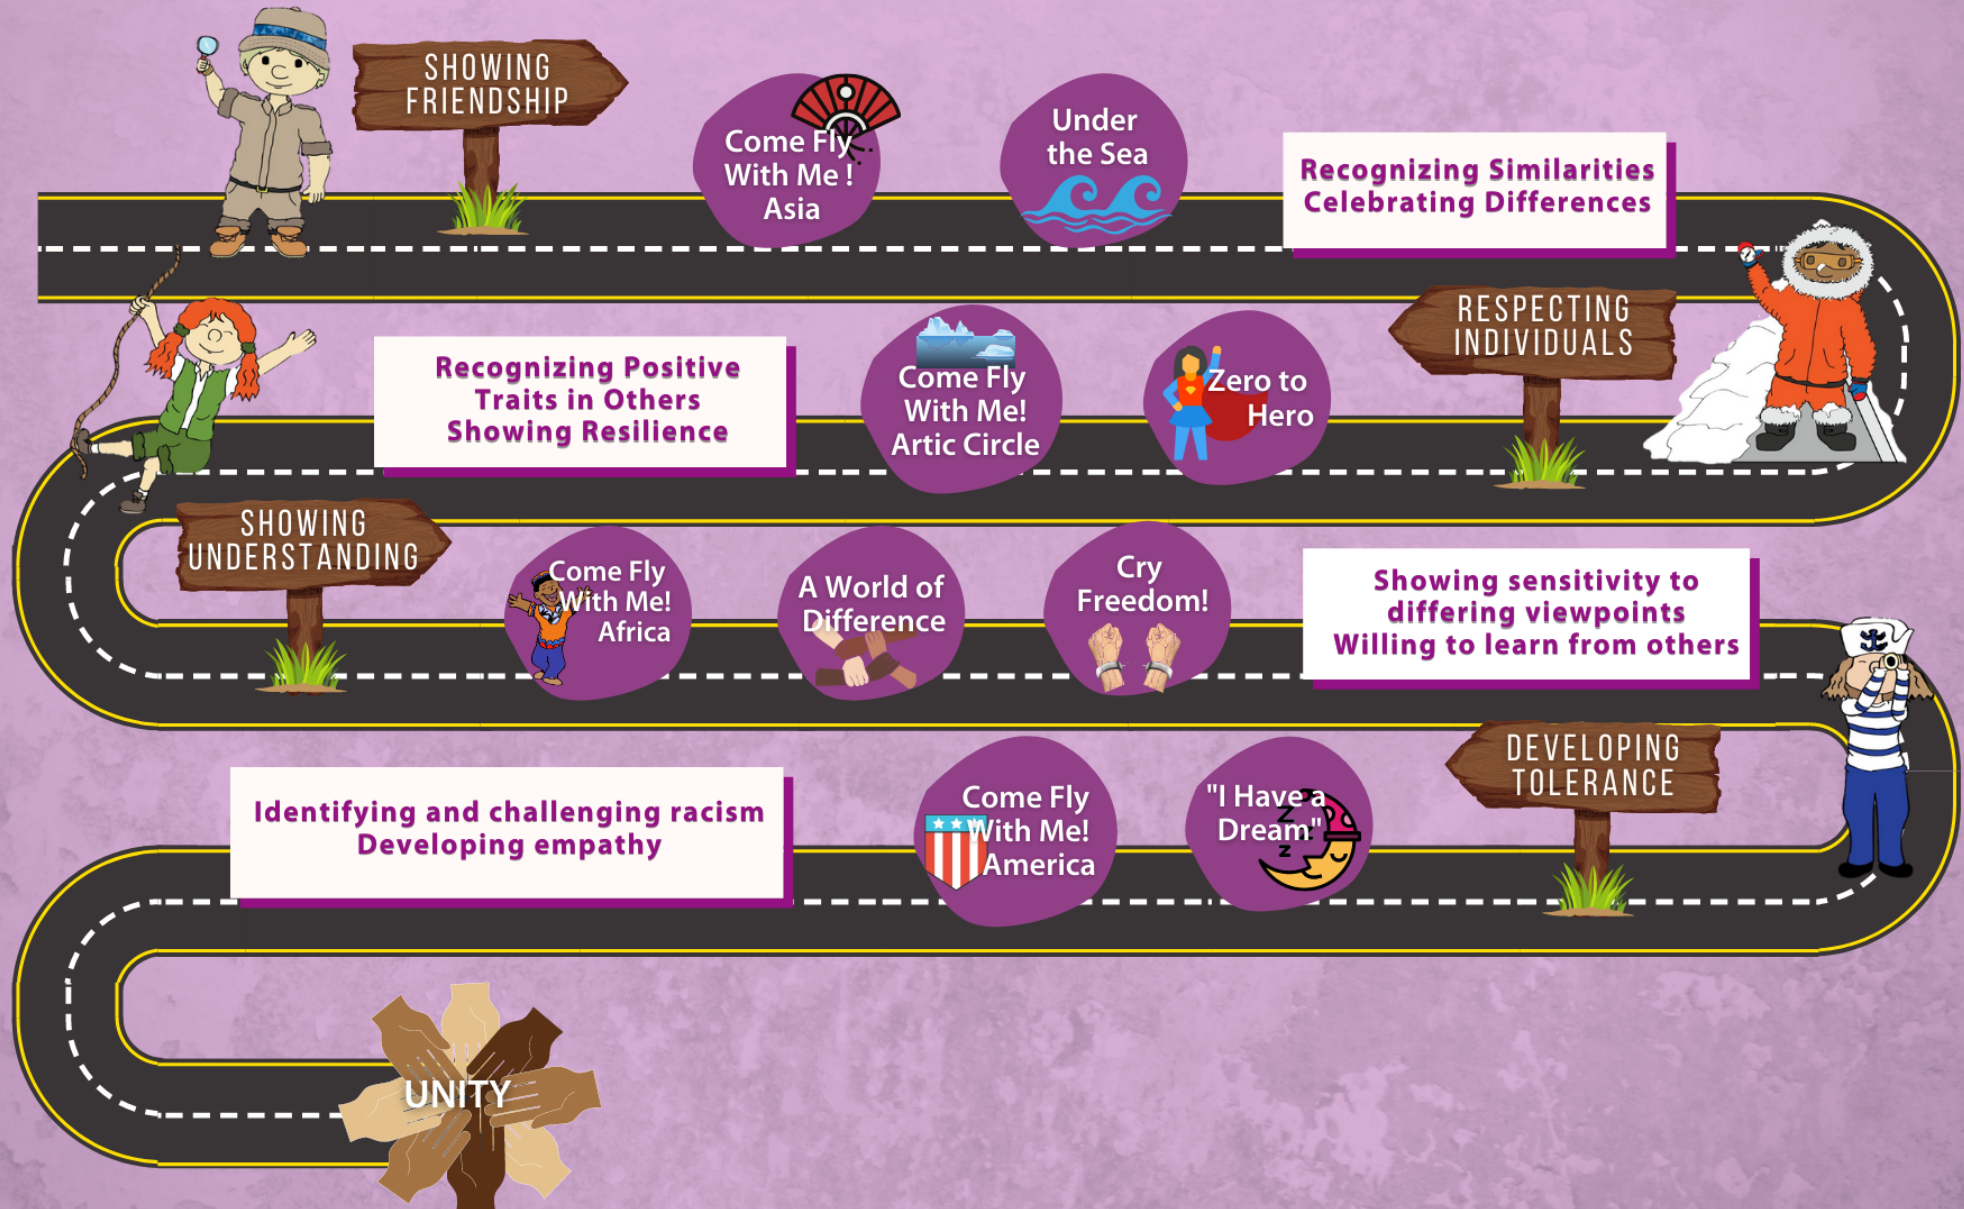 SHOWING
FRIENDSHIP
Come Fly
With Me !
Asia
Under
the Sea
Recognizing Similarities
Celebrating Differences
RESPECTING
INDIVIDUALS
Zero to
Hero
Come Fly
With Me!
Artic Circle
Recognizing Positive
Traits in Others
Showing Resilience
SHOWING
UNDERSTANDING
Come Fly
With Me!
Africa
A World of
Difference
Cry
Freedom!
Showing sensitivity to
differing viewpoints
Willing to learn from others
DEVELOPING
TOLERANCE
"I Have a
Dream"
Z
Z
Z
Come Fly
With Me!
America
Identifying and challenging racism
Developing empathy
UNITY